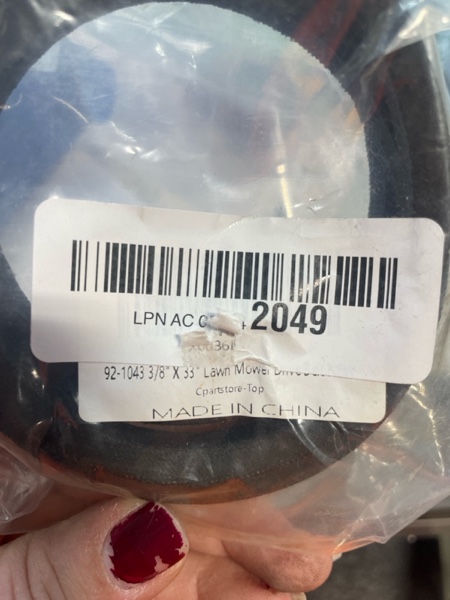 LPN AC 2049
92-1043 3/8" X 33" Lawn Mower
Cpartstore-Top
MADE IN CHINA